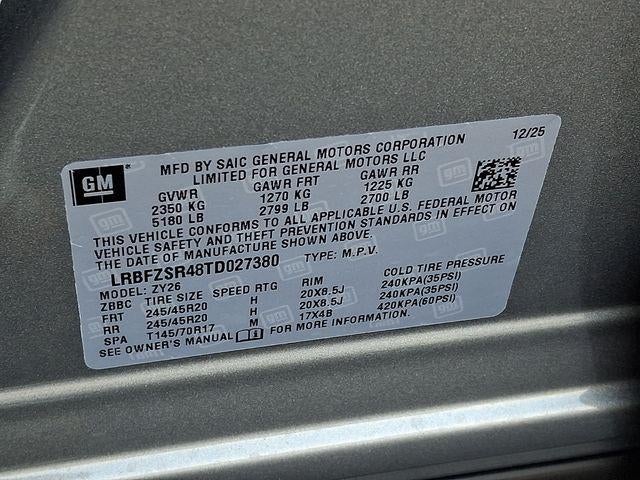 12/25
GM
MFD BY SAIC GENERAL MOTORS CORPORATION
LIMITED FOR GENERAL MOTORS LLC
GVWR GAWR FRT GAWR RR
2350 KG 1270 KG 1225 KG
5180 LB 2799 LB 2700 LB
THIS VEHICLE CONFORMS TO ALL APPLICABLE U.S. FEDERAL MOTOR
VEHICLE SAFETY AND THEFT PREVENTION STANDARDS IN EFFECT ON
THE DATE OF MANUFACTURE SHOWN ABOVE.
LRBFZSR48TD027380 TYPE: M.P.V.
MODEL: ZY26
ZBBC TIRE SIZE SPEED RTG RIM COLD TIRE PRESSURE
FRT 245/45R20 H 20X8.5J 240KPA(35PSI)
RR 245/45R20 H 20X8.5J 240KPA(35PSI)
SPA T145/70R17 M 17X4B 420KPA(60PSI)
SEE OWNER'S MANUAL FOR MORE INFORMATION.